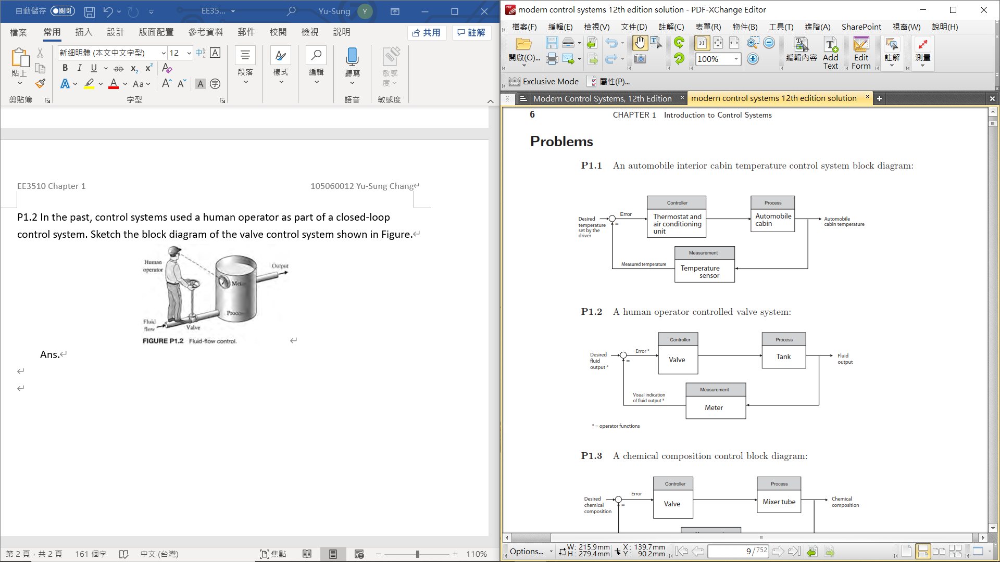 自動儲存 關閉
EE35...
Yu-Sung
Y
檔案 常用 插入 設計 版面配置 參考資料 郵件 校閱 檢視 說明
共用 註解
貼上
新細明體 (本文中文字型) 12
B I U ab x₂ x²
A A Aa A A A 字
段落 樣式 編輯 聽寫 敏感度
剪貼簿 字型 語音 敏感度
EE3510 Chapter 1 105060012 Yu-Sung Chang
P1.2 In the past, control systems used a human operator as part of a closed-loop
control system. Sketch the block diagram of the valve control system shown in Figure.
Human
operator
Output
Meter
Process
Fluid
flow
Valve
FIGURE P1.2 Fluid-flow control.
Ans.
第 2 頁，共 2 頁 161 個字 中文 (台灣) 焦點 110%
modern control systems 12th edition solution - PDF-XChange Editor
檔案(F) 編輯(E) 檢視(V) 文件(D) 註解(C) 表單(R) 物件(B) 工具(T) 進階(A) SharePoint 視窗(W) 說明(H)
開啟(O)...
100%
編輯內容
Add
Text
Edit
Form
註解
測量
Exclusive Mode 屬性(P)...
Modern Control Systems, 12th Edition
modern control systems 12th edition solution
6 CHAPTER 1 Introduction to Control Systems
Problems
P1.1 An automobile interior cabin temperature control system block diagram:
Desired
temperature
set by the
driver
Error
Controller
Thermostat and
air conditioning
unit
Process
Automobile
cabin
Automobile
cabin temperature
Measured temperature
Measurement
Temperature
sensor
P1.2 A human operator controlled valve system:
Desired
fluid
output *
Error *
Controller
Valve
Process
Tank
Fluid
output
Visual indication
of fluid output *
Measurement
Meter
* = operator functions
P1.3 A chemical composition control block diagram:
Desired
chemical
composition
Error
Controller
Valve
Process
Mixer tube
Chemical
composition
Options...
W: 215.9mm
H: 279.4mm
X: 139.7mm
Y: 90.2mm
9/752